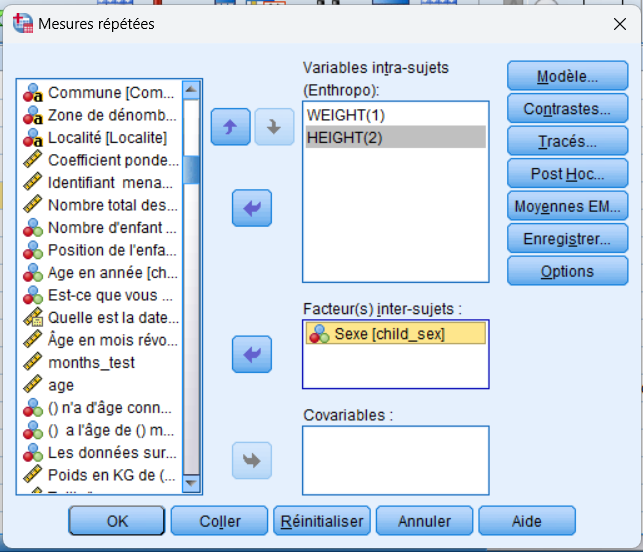 Mesures répétées
Commune [Com...
Zone de dénomb...
Localité [Localite]
Coefficient ponde...
Identifiant mena...
Nombre total des...
Nombre d'enfant ...
Position de l'enfa...
Age en année [ch...
Est-ce que vous ...
Quelle est la date...
Âge en mois révo...
months_test
age
() n'a d'âge conn...
() a l'âge de () m...
Les données sur...
Poids en KG de (...
Variables intra-sujets
(Enthropo):
WEIGHT(1)
HEIGHT(2)
Facteur(s) inter-sujets :
Sexe [child_sex]
Covariables :
Modèle...
Contrastes...
Tracés...
Post Hoc...
Moyennes EM...
Enregistrer...
Options
OK
Coller
Réinitialiser
Annuler
Aide